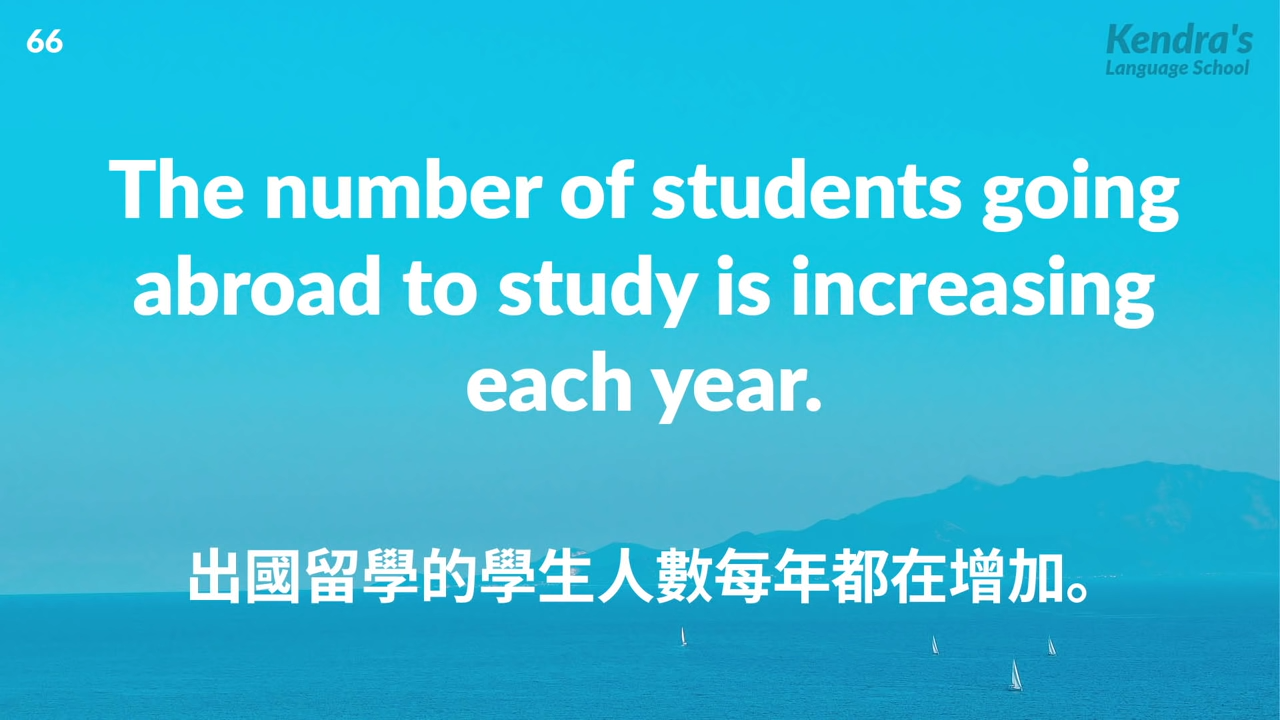 66
Kendra's
Language School
The number of students going
abroad to study is increasing
each year.
出國留學的學生人數每年都在增加。